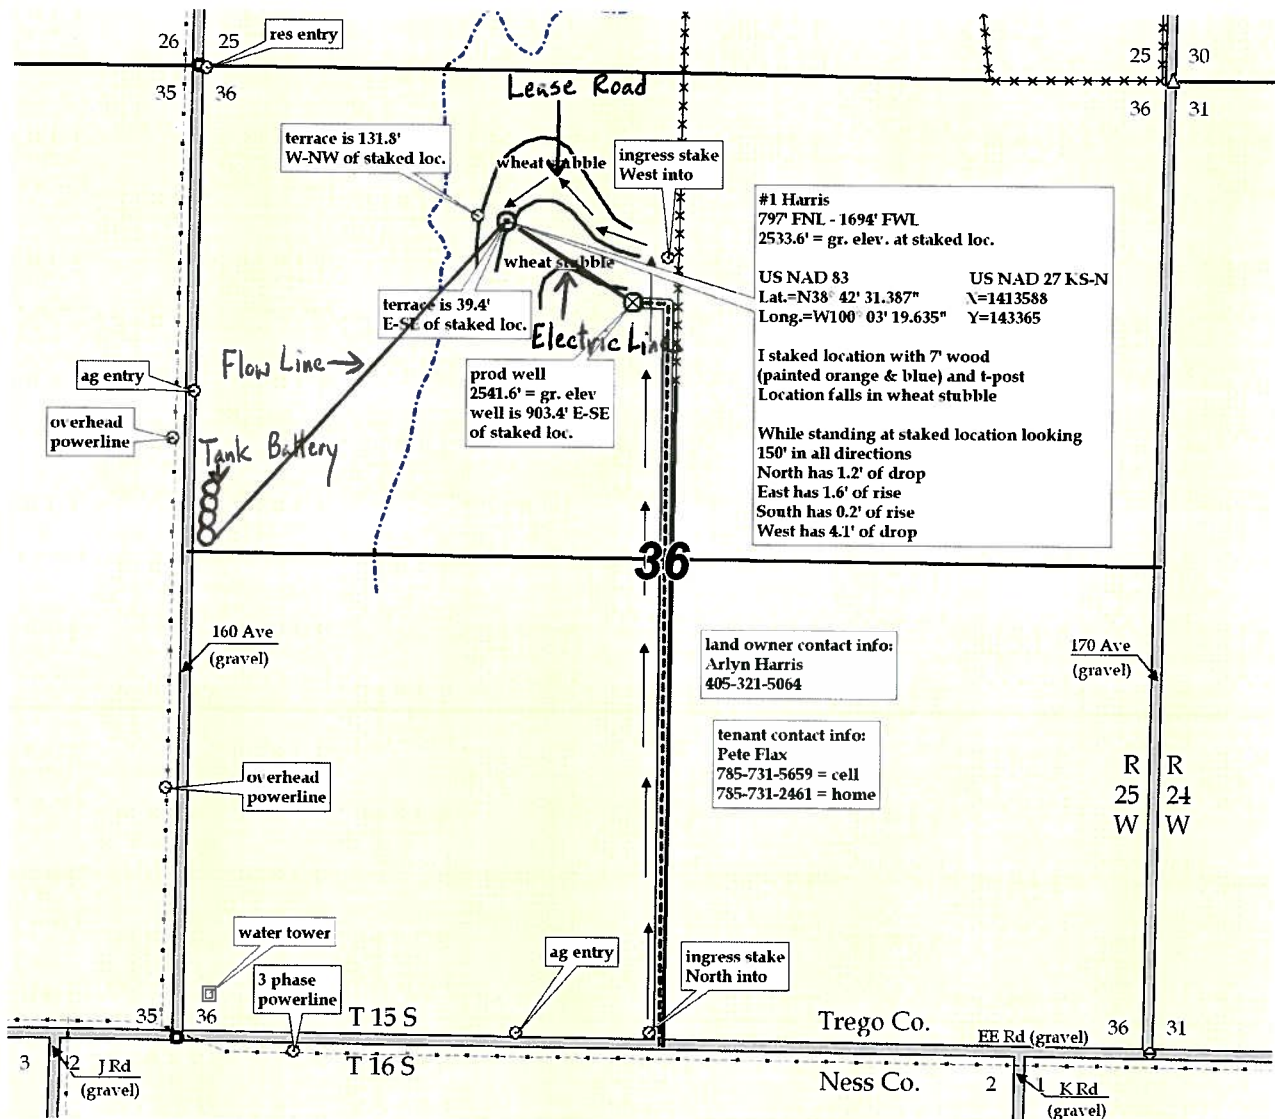 26
25
res entry
25
30
35
36
36
31
Lease Road
terrace is 131.8'
W-NW of staked loc.
wheat stubble
ingress stake
West into
#1 Harris
797' FNL - 1694' FWL
2533.6' = gr. elev. at staked loc.
US NAD 83
US NAD 27 KS-N
Lat.=N38° 42' 31.387"
X=1413588
Long.=W100° 03' 19.635"
Y=143365
I staked location with 7' wood
(painted orange & blue) and t-post
Location falls in wheat stubble
While standing at staked location looking
150' in all directions
North has 1.2' of drop
East has 1.6' of rise
South has 0.2' of rise
West has 4.1' of drop
wheat stubble
terrace is 39.4'
E-SE of staked loc.
Electric Line
Flow Line
prod well
2541.6' = gr. elev
well is 903.4' E-SE
of staked loc.
ag entry
overhead
powerline
Tank Battery
36
160 Ave
(gravel)
land owner contact info:
Arlyn Harris
405-321-5064
170 Ave
(gravel)
tenant contact info:
Pete Flax
785-731-5659 = cell
785-731-2461 = home
overhead
powerline
R
25
W
R
24
W
water tower
ag entry
ingress stake
North into
3 phase
powerline
35
36
T 15 S
Trego Co.
EE Rd (gravel)
36
31
3
2
J Rd
(gravel)
T 16 S
Ness Co.
2
1
K Rd
(gravel)